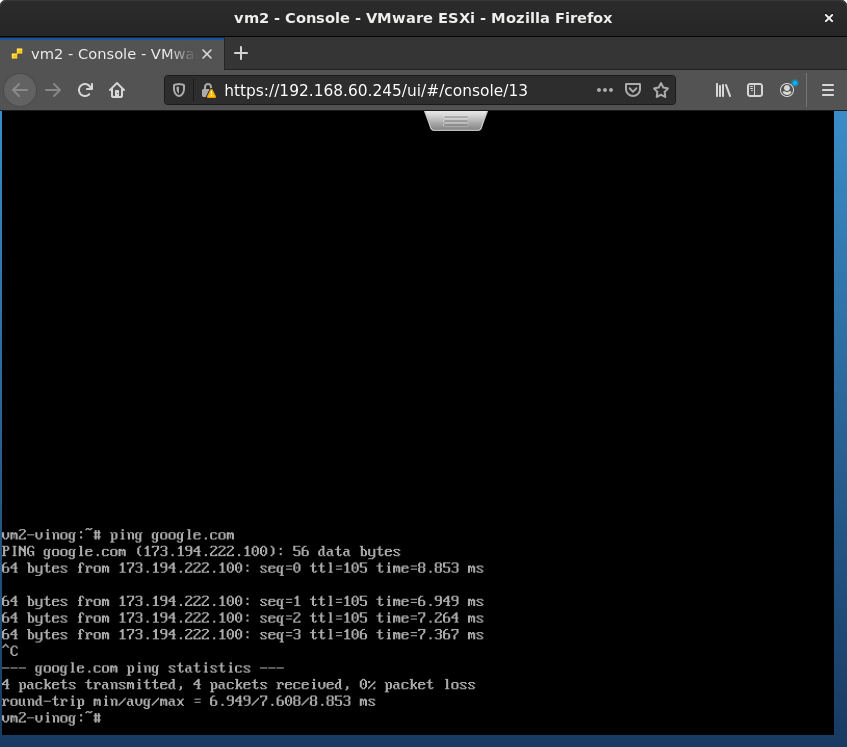 vm2 - Console - VMware ESXi - Mozilla Firefox
vm2 - Console - VMwa
https://192.168.60.245/ui/#/console/13
vm2-vinog:~# ping google.com
PING google.com (173.194.222.100): 56 data bytes
64 bytes from 173.194.222.100: seq=0 ttl=105 time=8.853 ms
64 bytes from 173.194.222.100: seq=1 ttl=105 time=6.949 ms
64 bytes from 173.194.222.100: seq=2 ttl=105 time=7.264 ms
64 bytes from 173.194.222.100: seq=3 ttl=106 time=7.367 ms
^C
--- google.com ping statistics ---
4 packets transmitted, 4 packets received, 0% packet loss
round-trip min/avg/max = 6.949/7.608/8.853 ms
vm2-vinog:~#